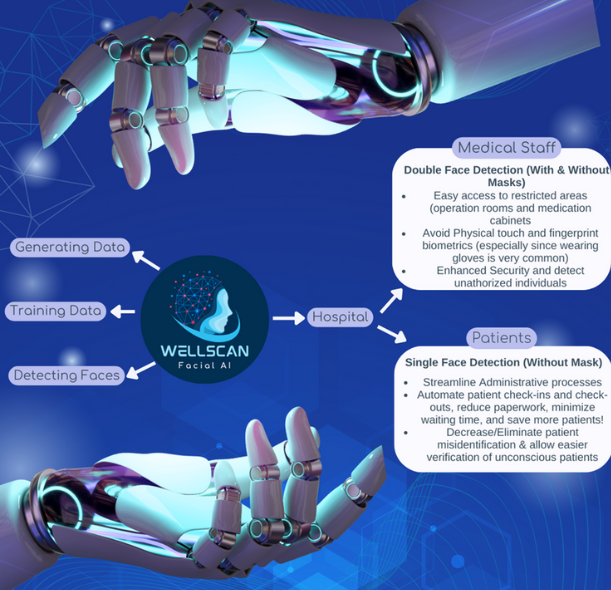 Medical Staff
Double Face Detection (With & Without
Masks)
• Easy access to restricted areas
(operation rooms and medication
cabinets
• Avoid Physical touch and fingerprint
biometrics (especially since wearing
gloves is very common)
• Enhanced Security and detect
unathorized individuals
Generating Data
Training Data
Detecting Faces
WELLSCAN
Facial AI
Hospital
Patients
Single Face Detection (Without Mask)
• Streamline Administrative processes
• Automate patient check-ins and check-
outs, reduce paperwork, minimize
waiting time, and save more patients!
• Decrease/Eliminate patient
misidentification & allow easier
verification of unconscious patients